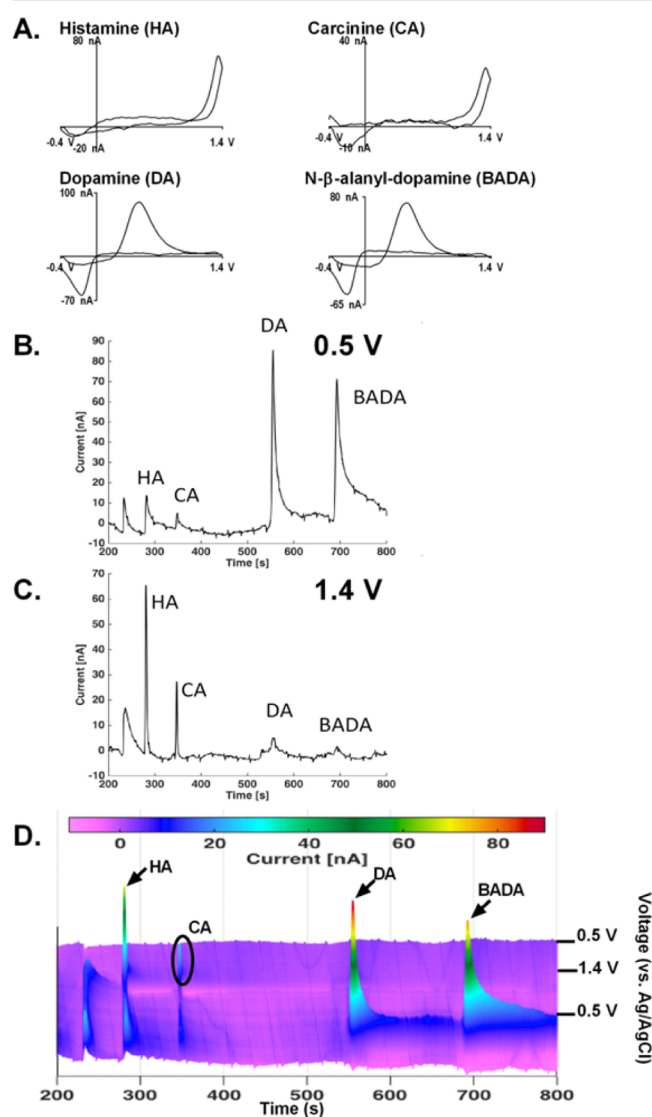 A.
Histamine (HA)
80 nA
-0.4 V
-20 nA
1.4 V
Carcinine (CA)
40 nA
-0.4 V
-10 nA
1.4 V
Dopamine (DA)
100 nA
-0.4 V
-70 nA
1.4 V
N-β-alanyl-dopamine (BADA)
80 nA
-0.4 V
-65 nA
1.4 V
B.
0.5 V
90
80
70
60
50
40
30
20
10
0
-10
Current [nA]
HA
CA
DA
BADA
200 300 400 500 600 700 800
Time [s]
C.
1.4 V
70
60
50
40
30
20
10
0
-10
Current [nA]
HA
CA
DA
BADA
200 300 400 500 600 700 800
Time [s]
D.
0 20 40 60 80
Current [nA]
HA
CA
DA
BADA
0.5 V
1.4 V
0.5 V
Voltage (vs. Ag/AgCl)
200 300 400 500 600 700 800
Time (s)